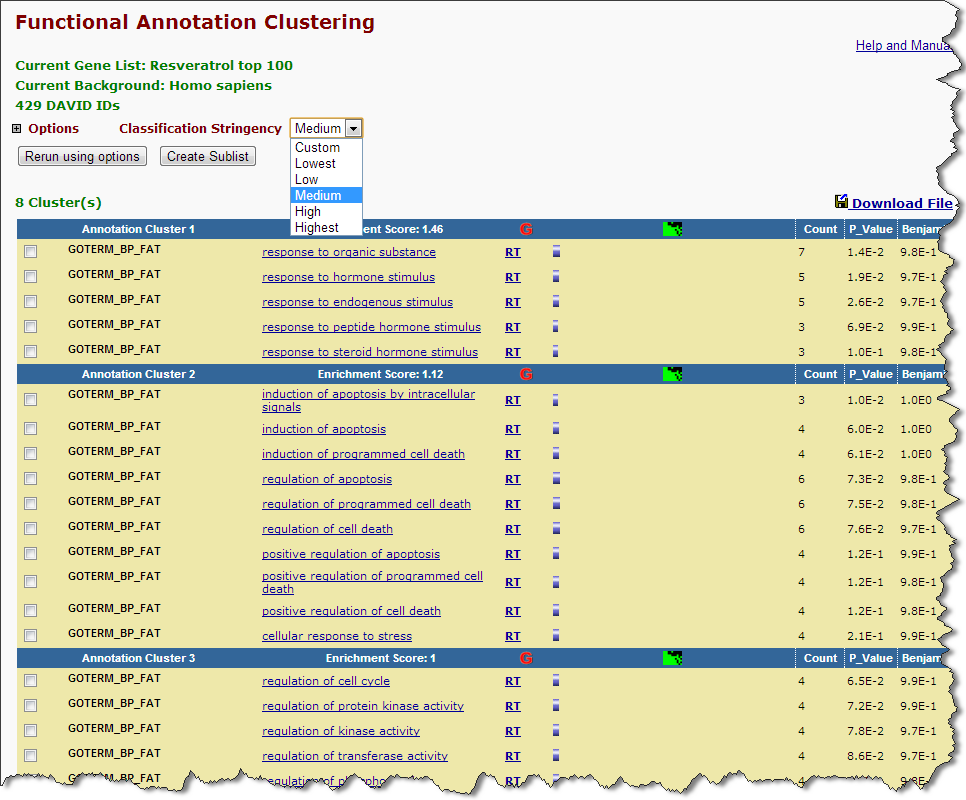 Functional Annotation Clustering
Help and Manua
Current Gene List: Resveratrol top 100
Current Background: Homo sapiens
429 DAVID IDs
Options Classification Stringency Medium
Custom
Lowest
Low
Medium
High
Highest
Rerun using options Create Sublist
8 Cluster(s) Download File
Annotation Cluster 1 ment Score: 1.46 G Count P_Value Benjam
GOTERM_BP_FAT response to organic substance RT 7 1.4E-2 9.8E-1
GOTERM_BP_FAT response to hormone stimulus RT 5 1.9E-2 9.7E-1
GOTERM_BP_FAT response to endogenous stimulus RT 5 2.6E-2 9.7E-1
GOTERM_BP_FAT response to peptide hormone stimulus RT 3 6.9E-2 9.9E-1
GOTERM_BP_FAT response to steroid hormone stimulus RT 3 1.0E-1 9.8E-1
Annotation Cluster 2 Enrichment Score: 1.12 G Count P_Value Benjam
GOTERM_BP_FAT induction of apoptosis by intracellular
signals RT 3 1.0E-2 1.0E0
GOTERM_BP_FAT induction of apoptosis RT 4 6.0E-2 1.0E0
GOTERM_BP_FAT induction of programmed cell death RT 4 6.1E-2 1.0E0
GOTERM_BP_FAT regulation of apoptosis RT 6 7.3E-2 9.8E-1
GOTERM_BP_FAT regulation of programmed cell death RT 6 7.5E-2 9.8E-1
GOTERM_BP_FAT regulation of cell death RT 6 7.6E-2 9.7E-1
GOTERM_BP_FAT positive regulation of apoptosis RT 4 1.2E-1 9.9E-1
GOTERM_BP_FAT positive regulation of programmed cell
death RT 4 1.2E-1 9.8E-1
GOTERM_BP_FAT positive regulation of cell death RT 4 1.2E-1 9.8E-1
GOTERM_BP_FAT cellular response to stress RT 4 2.1E-1 9.9E-1
Annotation Cluster 3 Enrichment Score: 1 G Count P_Value Benjam
GOTERM_BP_FAT regulation of cell cycle RT 4 6.5E-2 9.9E-1
GOTERM_BP_FAT regulation of protein kinase activity RT 4 7.2E-2 9.9E-1
GOTERM_BP_FAT regulation of kinase activity RT 4 7.8E-2 9.7E-1
GOTERM_BP_FAT regulation of transferase activity RT 4 8.6E-2 9.7E-1
GOTERM_BP_FAT regulation of RT 4